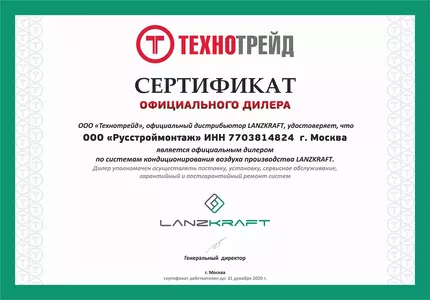 ТЕХНОТРЕЙД
СЕРТИФИКАТ
ОФИЦИАЛЬНОГО ДИЛЕРА
ООО «Технотрейд», официальный дистрибьютор LANZKRAFT, удостоверяет, что
ООО «Русстроймонтаж» ИНН 7703814824 г. Москва
является официальным дилером
по системам кондиционирования воздуха производства LANZKRAFT.
Дилер уполномочен осуществлять поставку, установку, сервисное обслуживание,
гарантийный и постгарантийный ремонт систем
LANZKRAFT
Генеральный директор
г. Москва
сертификат действителен до: 31 декабря 2020 г.